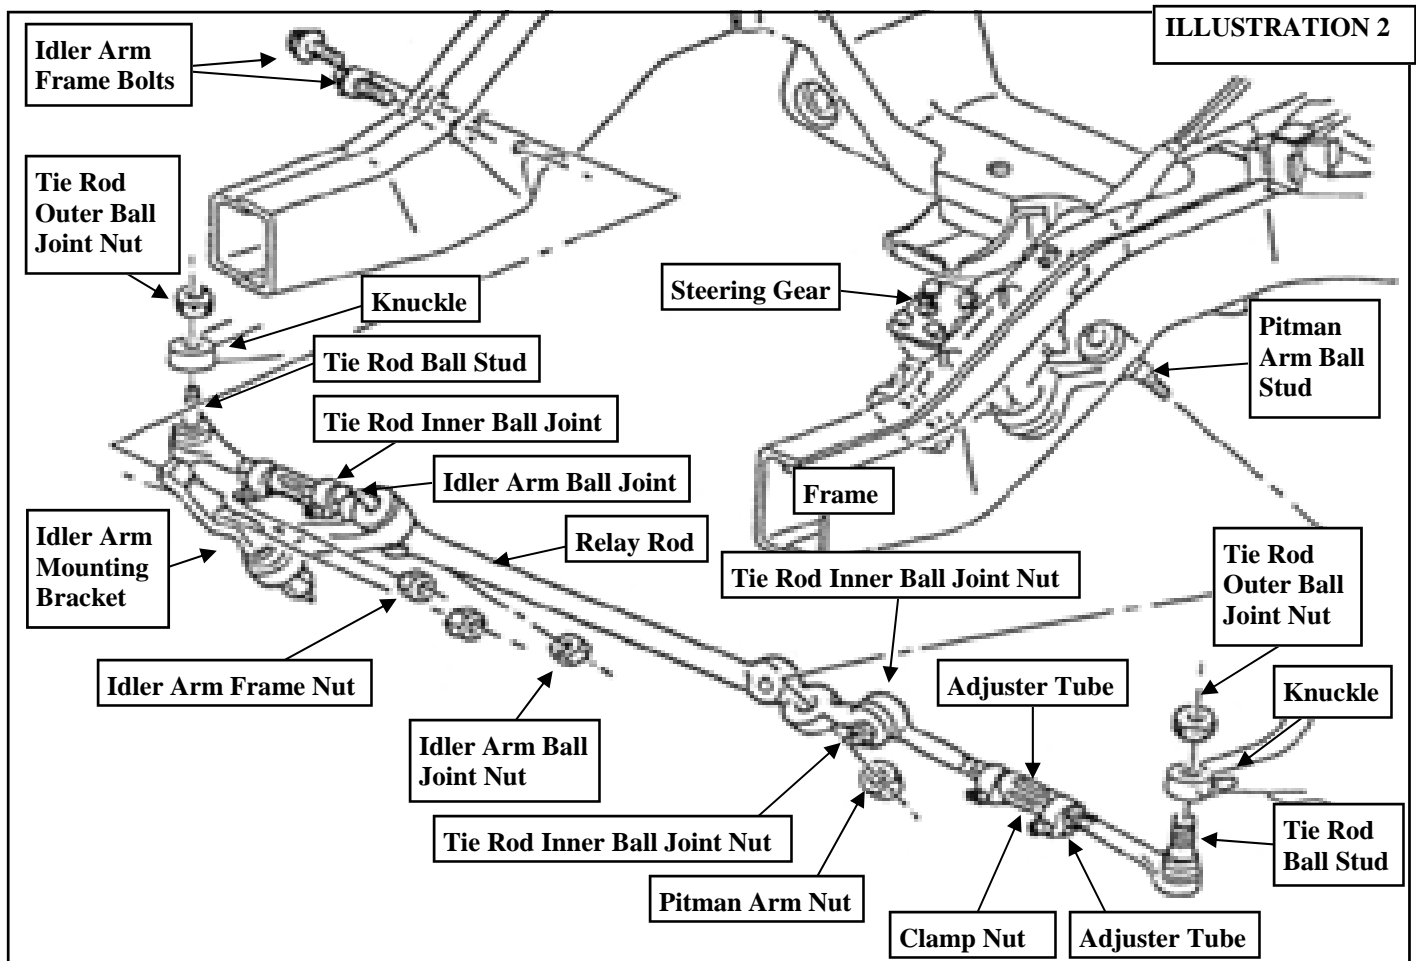 ILLUSTRATION 2
Idler Arm
Frame Bolts
Tie Rod
Outer Ball
Joint Nut
Knuckle
Steering Gear
Pitman
Arm Ball
Stud
Tie Rod Ball Stud
Tie Rod Inner Ball Joint
Idler Arm Ball Joint
Frame
Idler Arm
Mounting
Bracket
Relay Rod
Tie Rod Inner Ball Joint Nut
Tie Rod
Outer Ball
Joint Nut
Idler Arm Frame Nut
Adjuster Tube
Knuckle
Idler Arm Ball
Joint Nut
Tie Rod Inner Ball Joint Nut
Tie Rod
Ball Stud
Pitman Arm Nut
Clamp Nut
Adjuster Tube